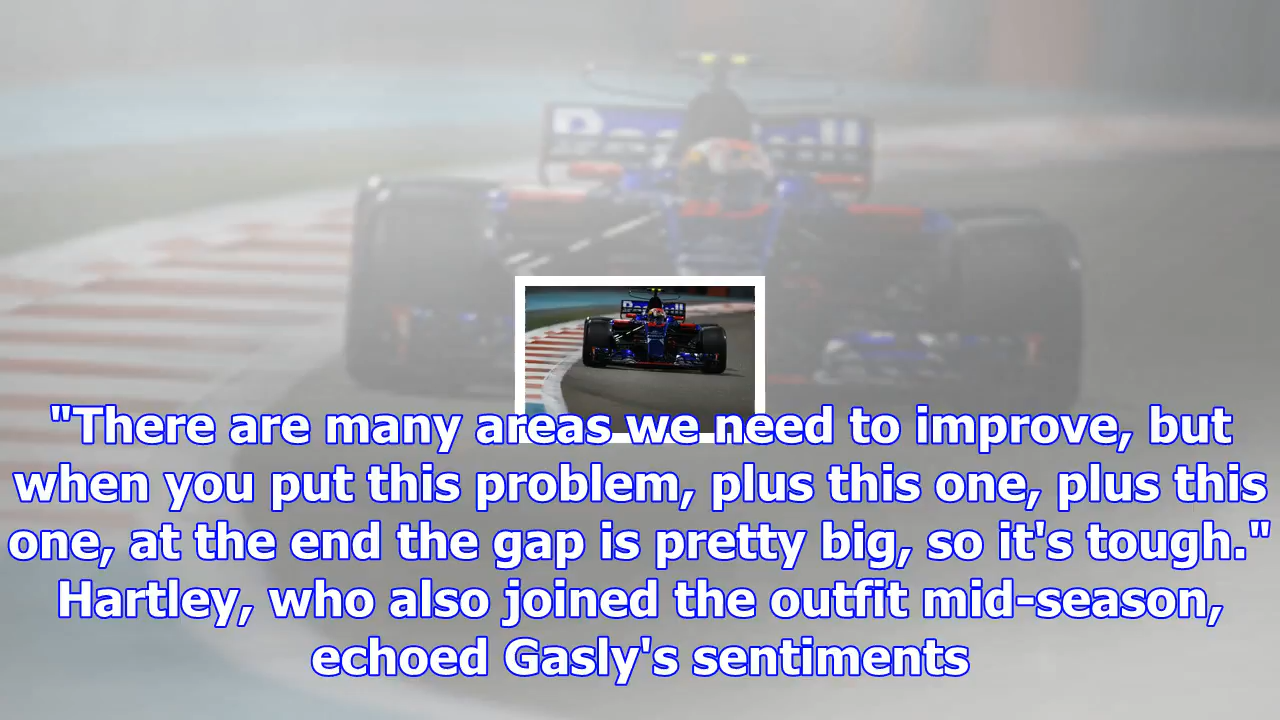 "There are many areas we need to improve, but
when you put this problem, plus this one, plus this
one, at the end the gap is pretty big, so it's tough."
Hartley, who also joined the outfit mid-season,
echoed Gasly's sentiments